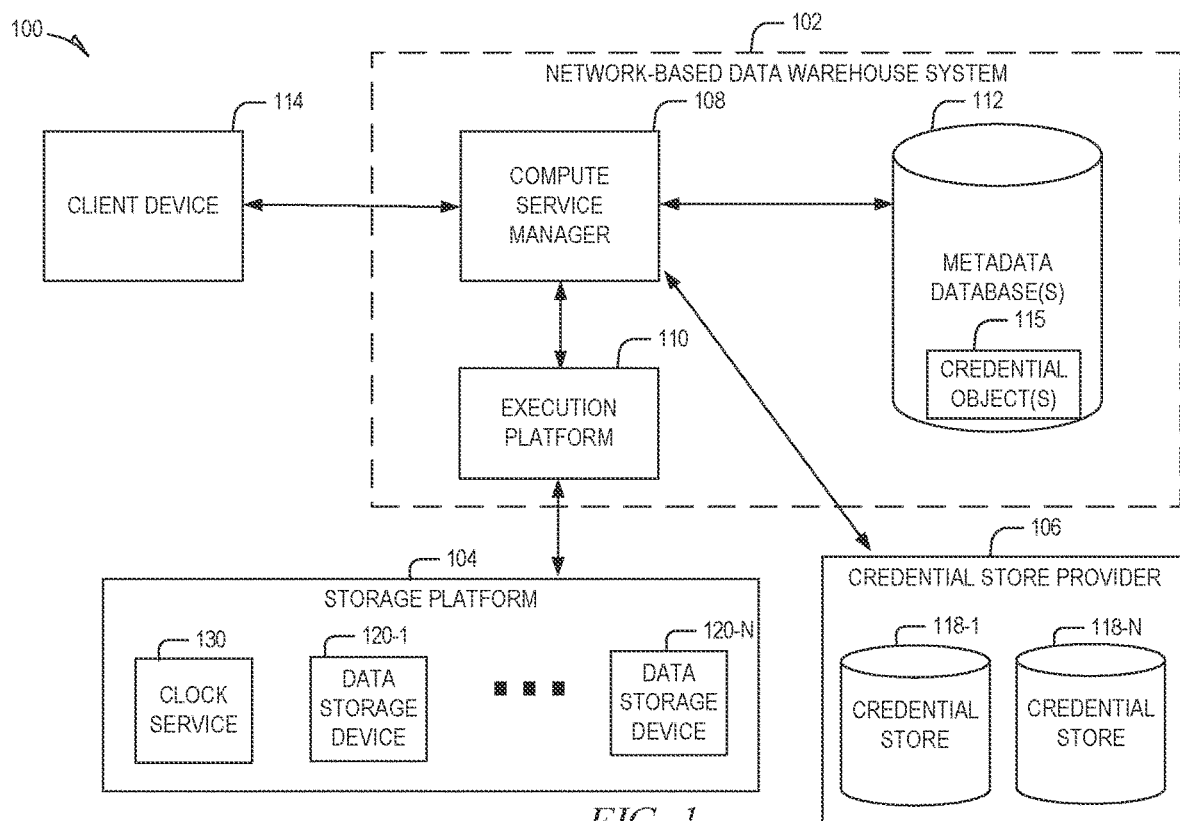 100
102
NETWORK-BASED DATA WAREHOUSE SYSTEM
114
108
112
CLIENT DEVICE
COMPUTE
SERVICE
MANAGER
METADATA
DATABASE(S)
115
CREDENTIAL
OBJECT(S)
110
EXECUTION
PLATFORM
104
STORAGE PLATFORM
130
CLOCK
SERVICE
120-1
DATA
STORAGE
DEVICE
120-N
DATA
STORAGE
DEVICE
106
CREDENTIAL STORE PROVIDER
118-1
CREDENTIAL
STORE
118-N
CREDENTIAL
STORE
FIG. 1